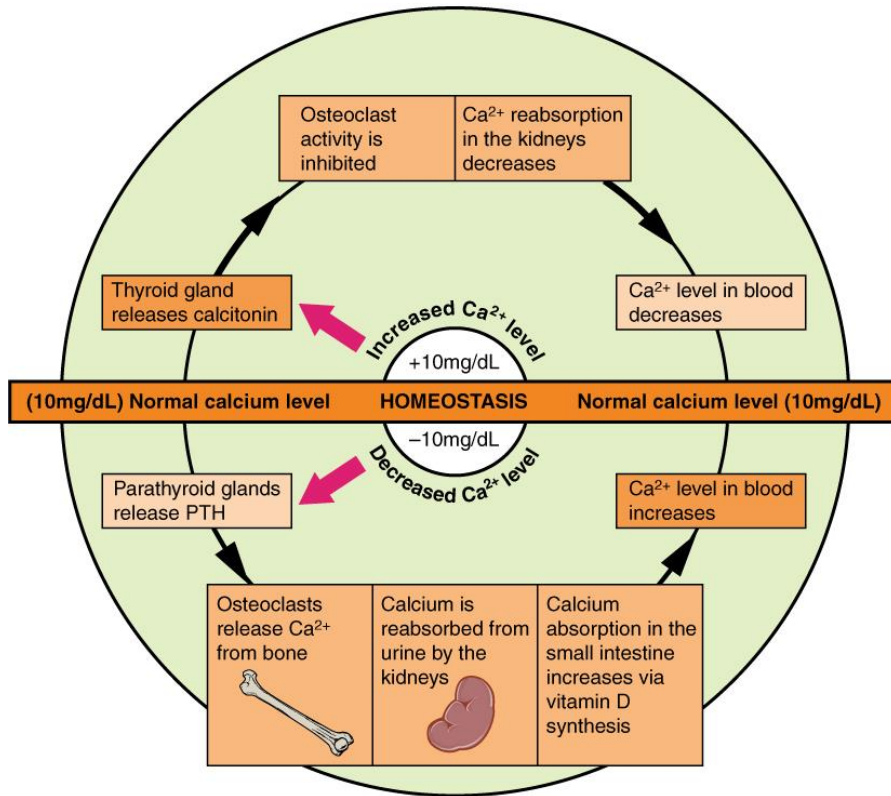 Osteoclast
activity is
inhibited
Ca²⁺ reabsorption
in the kidneys
decreases
Thyroid gland
releases calcitonin
Increased Ca²⁺ level
+10mg/dL
Ca²⁺ level in blood
decreases
(10mg/dL) Normal calcium level HOMEOSTASIS Normal calcium level (10mg/dL)
–10mg/dL
Decreased Ca²⁺ level
Parathyroid glands
release PTH
Ca²⁺ level in blood
increases
Osteoclasts
release Ca²⁺
from bone
Calcium is
reabsorbed from
urine by the
kidneys
Calcium
absorption in the
small intestine
increases via
vitamin D
synthesis